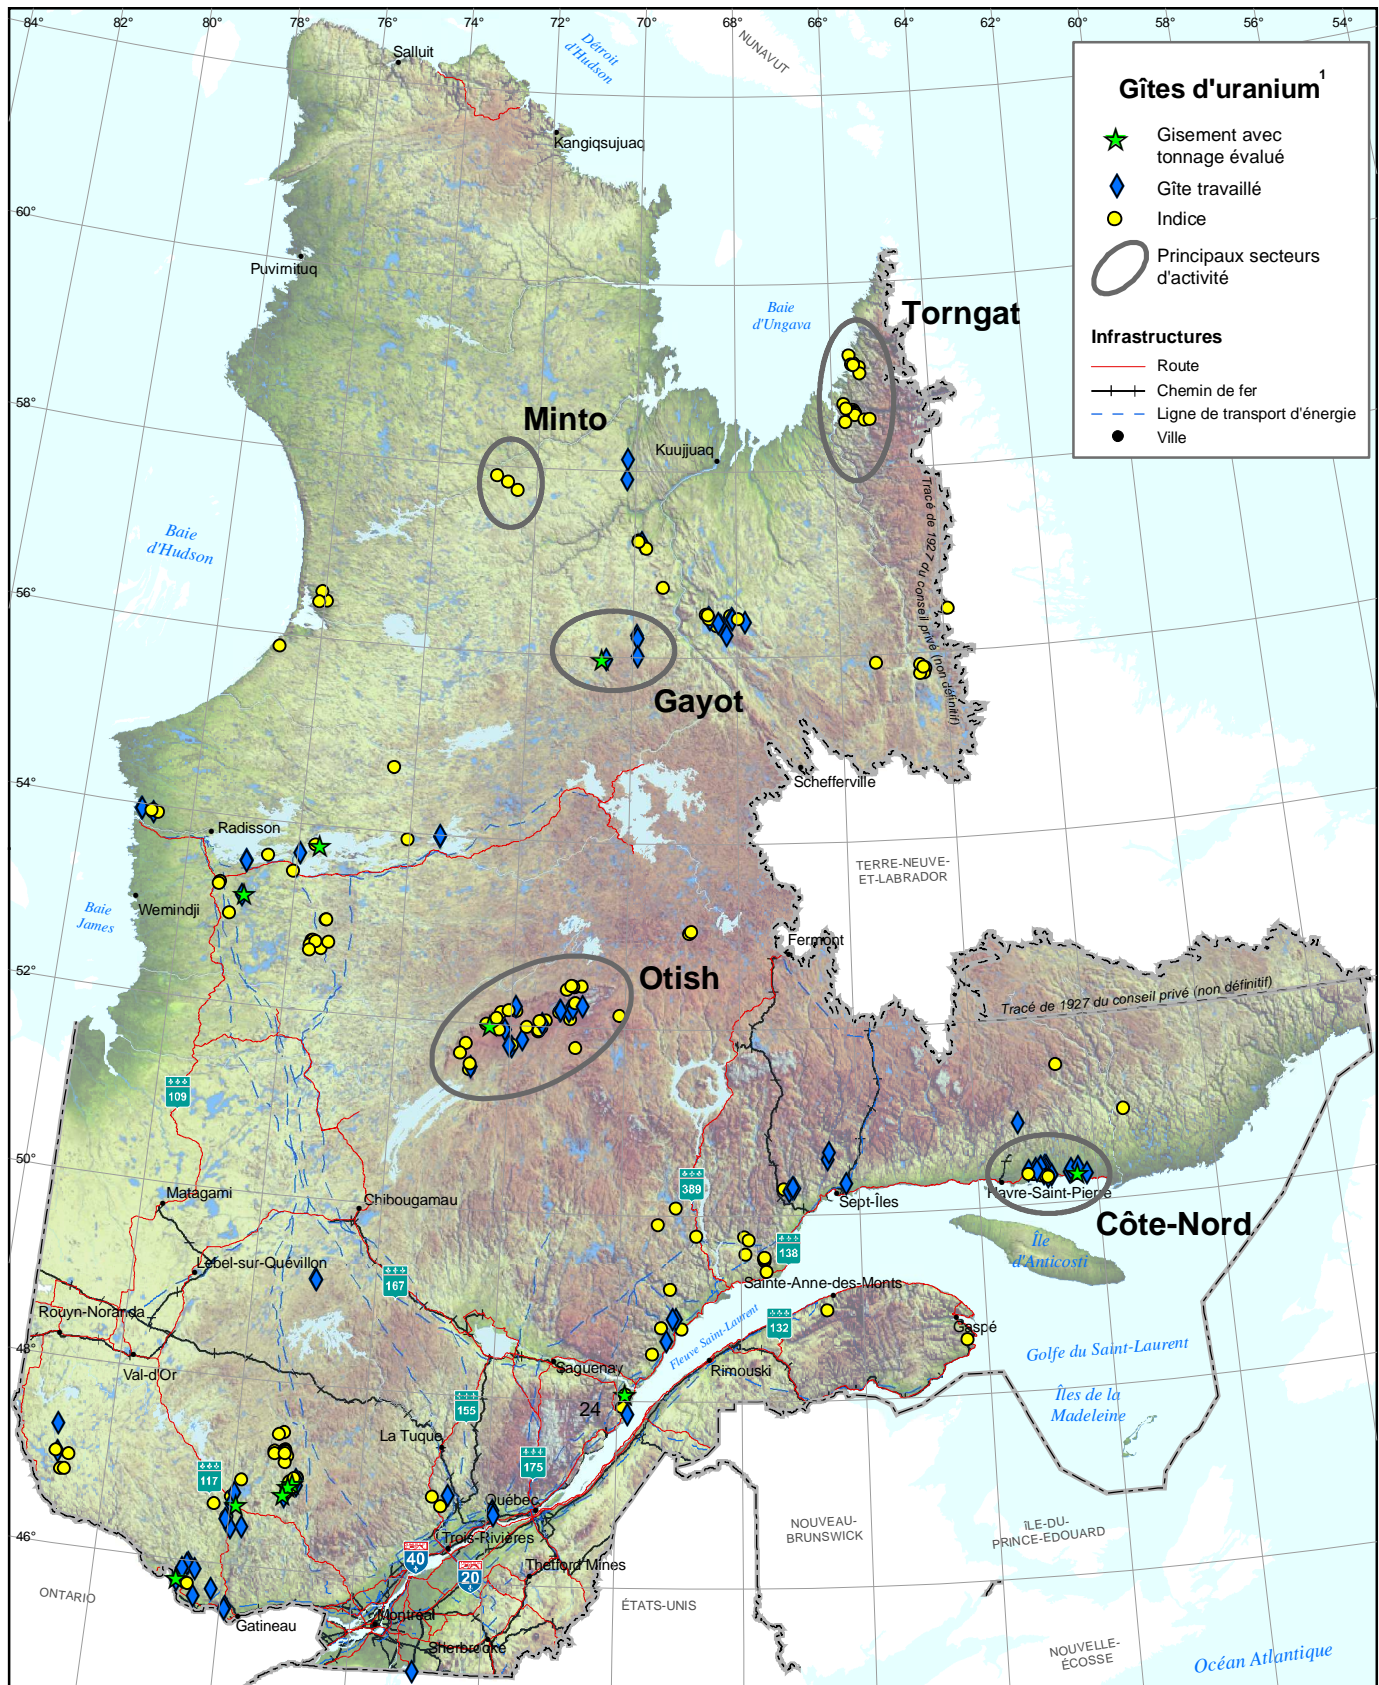 84°
82°
80°
78°
76°
74°
72°
70°
68°
66°
65°
62°
60°
58°
56°
54°
Salluit
Détroit
d'Hudson
NUNAVUT
Gîtes d'uranium¹
Gisement avec
tonnage évalué
Gîte travaillé
Indice
Principaux secteurs
d'activité
Infrastructures
Route
Chemin de fer
Ligne de transport d'énergie
Ville
Kangiqsujuaq
60°
Puvirnituq
Baie
d'Ungava
Torngat
58°
Minto
Kuujjuaq
Tracé de 1927 du conseil privé (non définitif)
Baie
d'Hudson
56°
Gayot
54°
Schefferville
Radisson
TERRE-NEUVE-
ET-LABRADOR
Baie
James
Wemindji
Fermont
52°
Otish
Tracé de 1927 du conseil privé (non définitif)
109
50°
389
Matagami
Chibougamau
Sept-Îles
Havre-Saint-Pierre
Côte-Nord
138
Île
d'Anticosti
Lebel-sur-Quévillon
167
Sainte-Anne-des-Monts
Rouyn-Noranda
132
Fleuve Saint-Laurent
Gaspé
48°
Val-d'Or
Saguenay
Rimouski
Golfe du Saint-Laurent
Îles de la
Madeleine
155
24
La Tuque
175
117
Québec
46°
NOUVEAU-
BRUNSWICK
ÎLE-DU-
PRINCE-EDOUARD
Trois-Rivières
40
20
Thetford Mines
ONTARIO
ÉTATS-UNIS
Gatineau
Montréal
Sherbrooke
NOUVELLE-
ÉCOSSE
Océan Atlantique